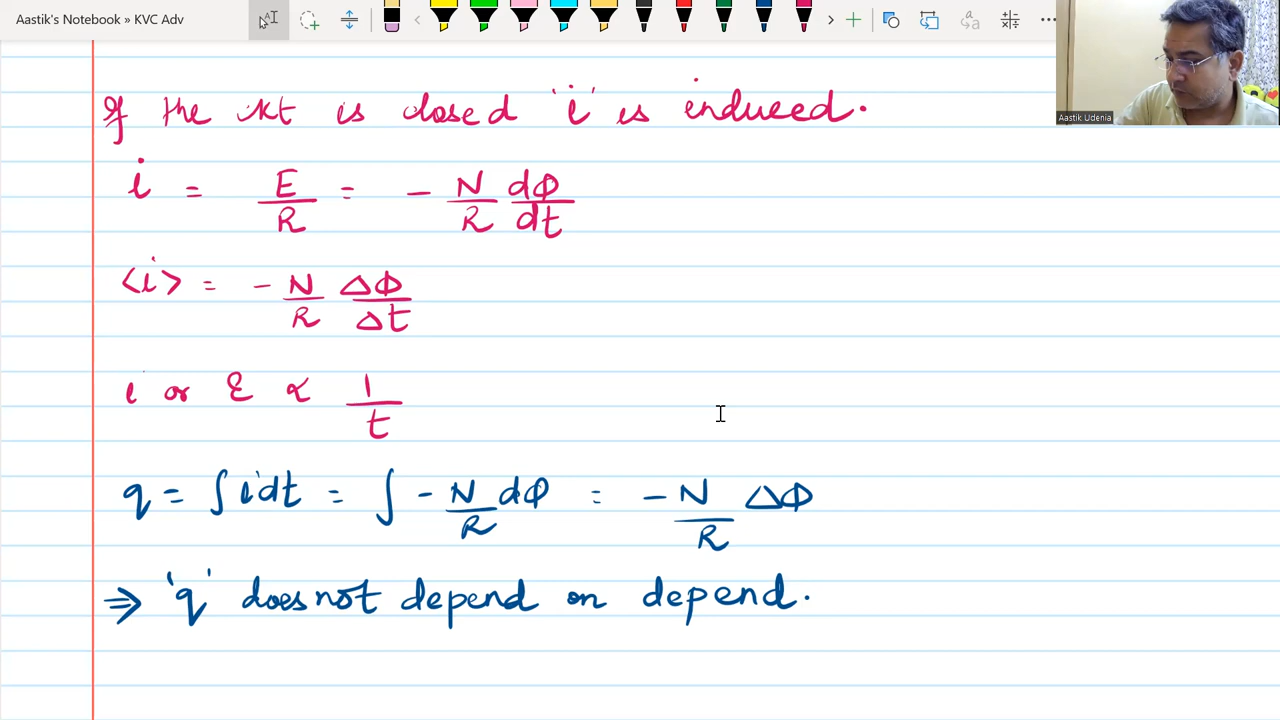 Aastik's Notebook » KVC Adv
Aastik Udenia
If the ckt is closed 'i' is induced.
i = E/R = - N/R dΦ/dt
<i> = - N/R ΔΦ/Δt
i or ℰ ∝ 1/t
q = ∫ i dt = ∫ - N/R dΦ = - N/R ΔΦ
⇒ 'q' does not depend on depend.